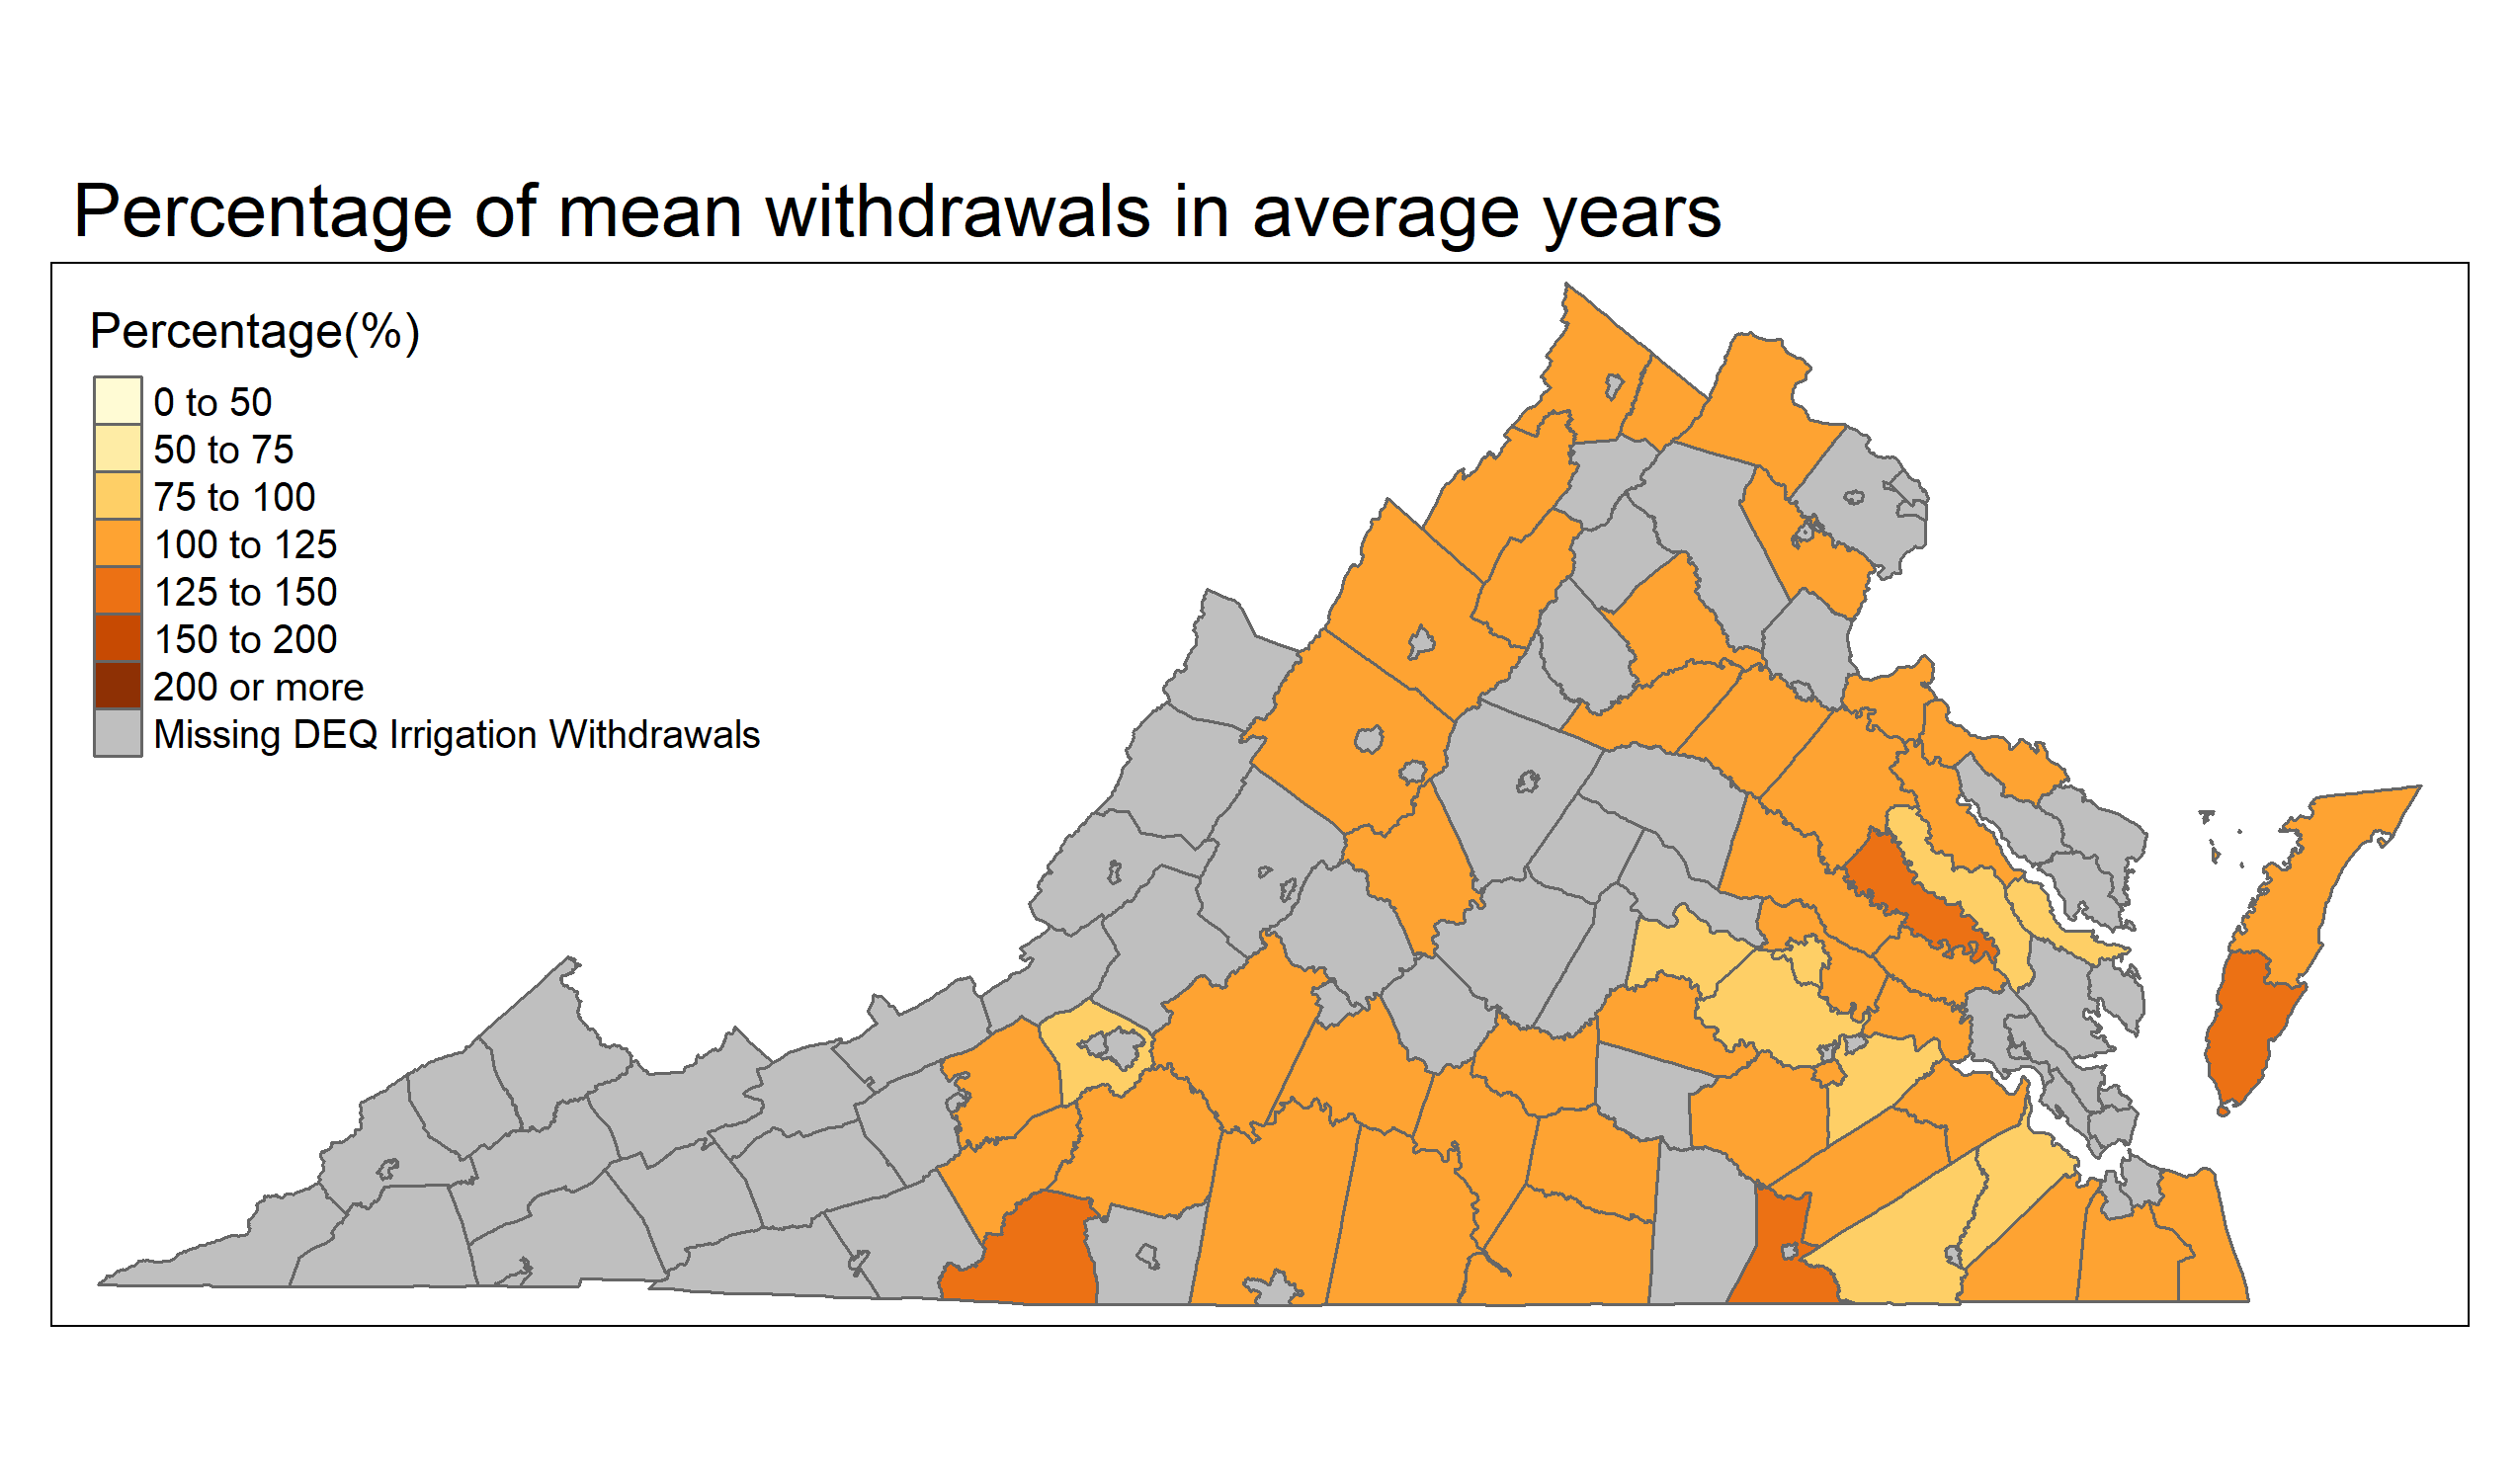 Percentage of mean withdrawals in average years
Percentage(%)
0 to 50
50 to 75
75 to 100
100 to 125
125 to 150
150 to 200
200 or more
Missing DEQ Irrigation Withdrawals